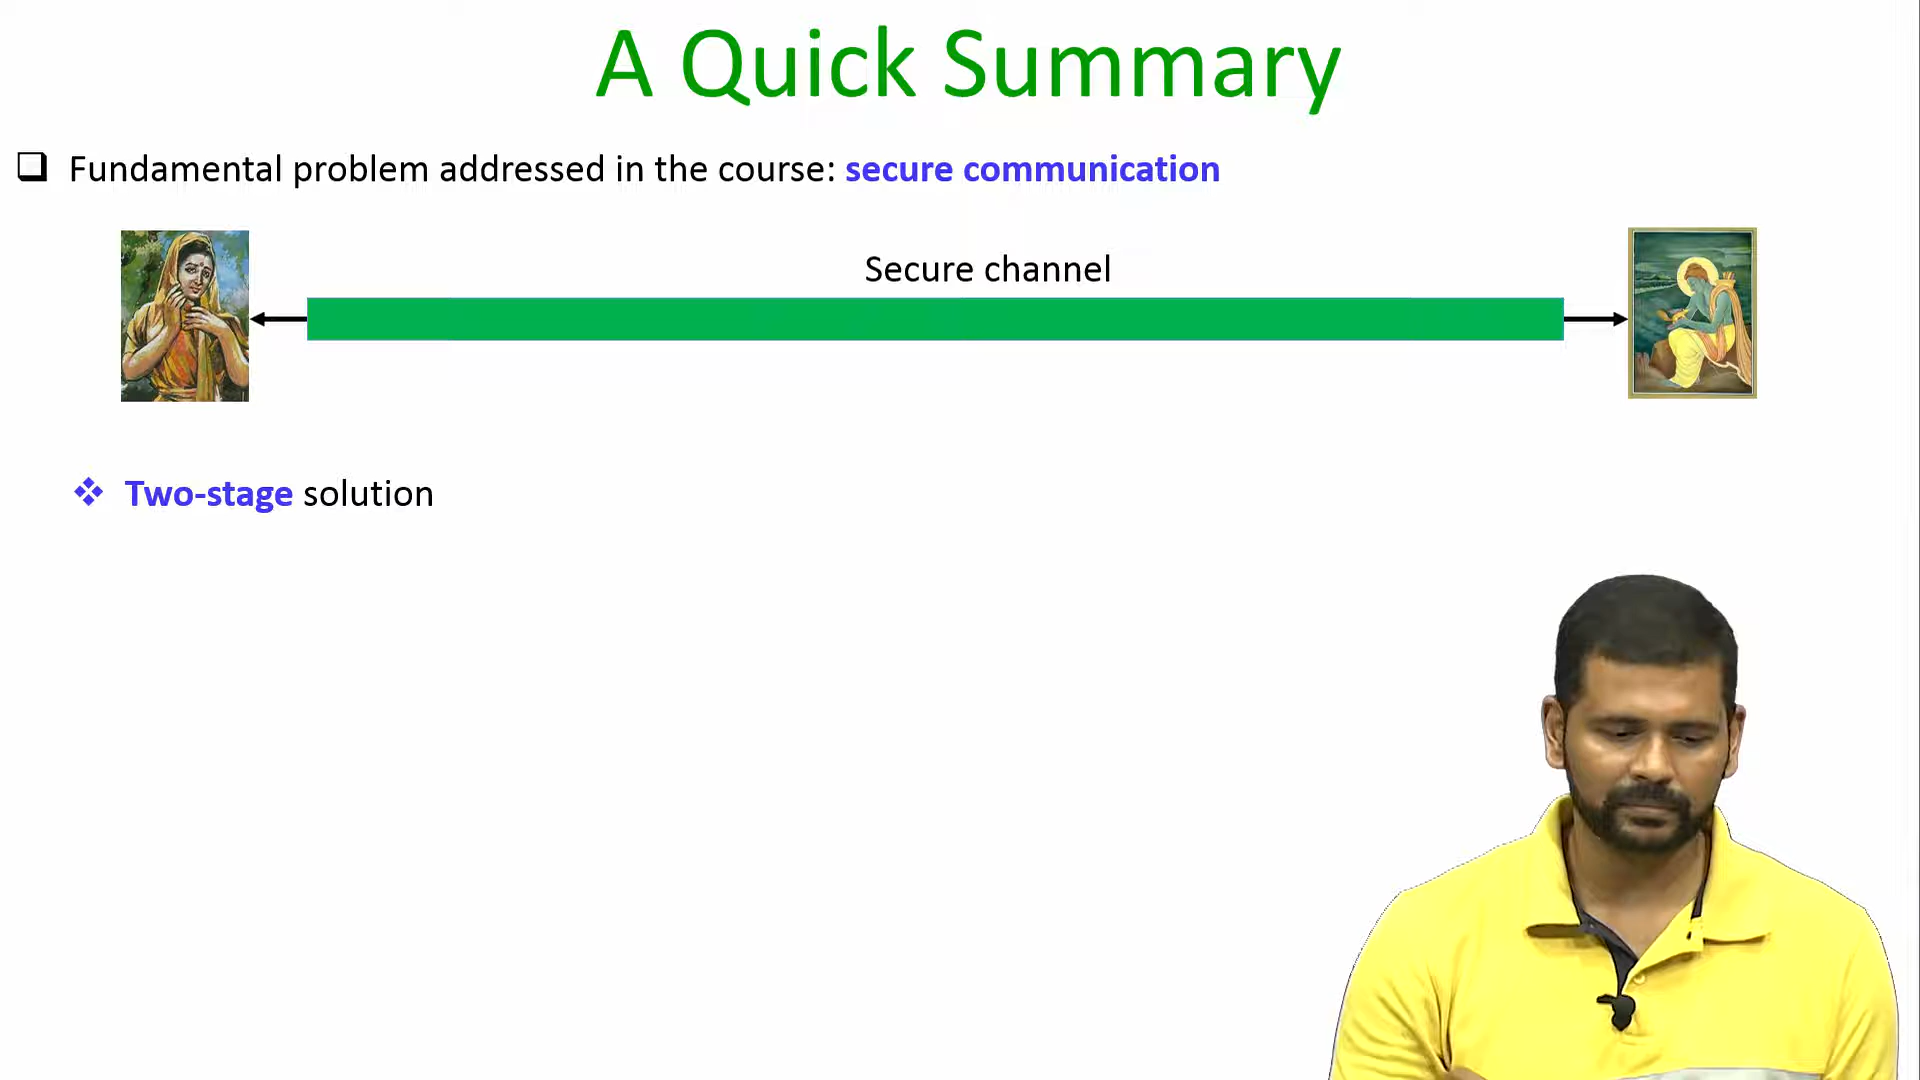 A Quick Summary
Fundamental problem addressed in the course: secure communication
Secure channel
Two-stage solution